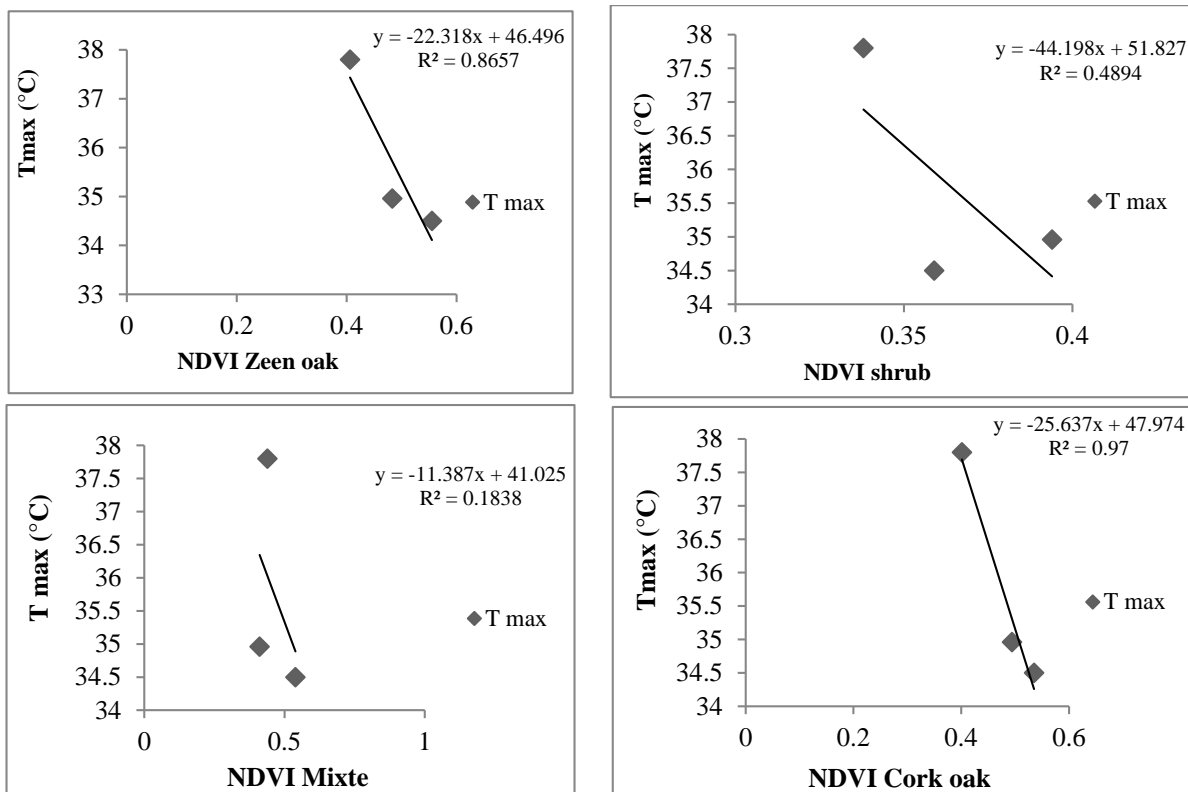 y = -22.318x + 46.496
R² = 0.8657
38
37
36
35
34
33
Tmax (°C)
T max
0 0.2 0.4 0.6
NDVI Zeen oak
y = -44.198x + 51.827
R² = 0.4894
38
37.5
37
36.5
36
35.5
35
34.5
34
T max (°C)
T max
0.3 0.35 0.4
NDVI shrub
y = -11.387x + 41.025
R² = 0.1838
38
37.5
37
36.5
36
35.5
35
34.5
34
T max (°C)
T max
0 0.5 1
NDVI Mixte
y = -25.637x + 47.974
R² = 0.97
38
37.5
37
36.5
36
35.5
35
34.5
34
Tmax (°C)
T max
0 0.2 0.4 0.6
NDVI Cork oak